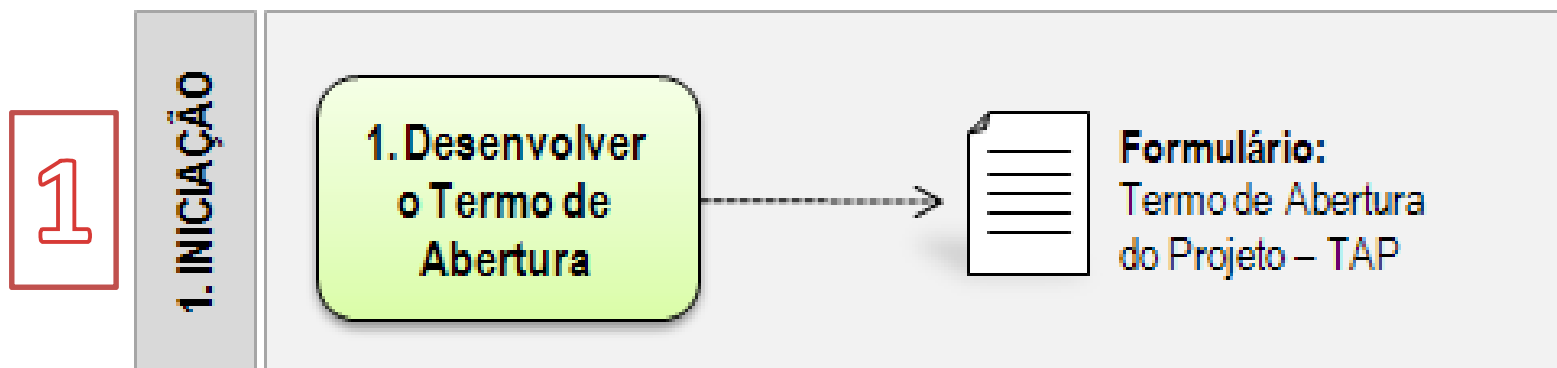 1
1. INICIAÇÃO
1. Desenvolver
o Termo de
Abertura
Formulário:
Termo de Abertura
do Projeto – TAP